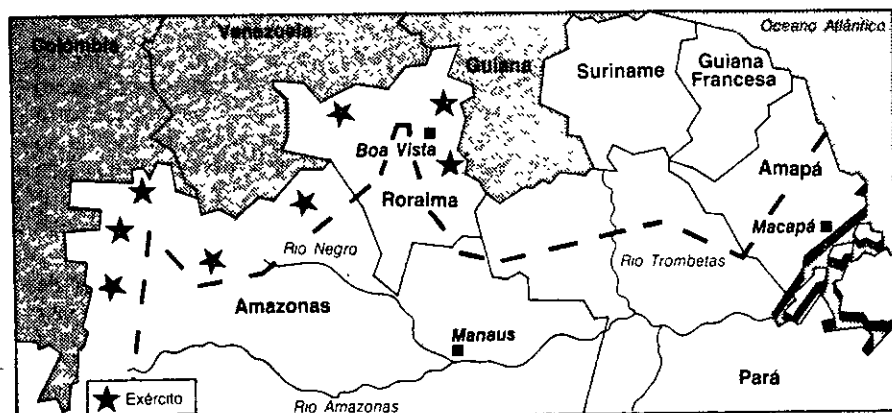 Oceano Atlântico
Colômbia
Venezuela
Guiana
Suriname
Guiana
Francesa
Boa Vista
Amapá
Roraima
Macapá
Rio Negro
Rio Trombetas
Amazonas
Manaus
Pará
Exército
Rio Amazonas